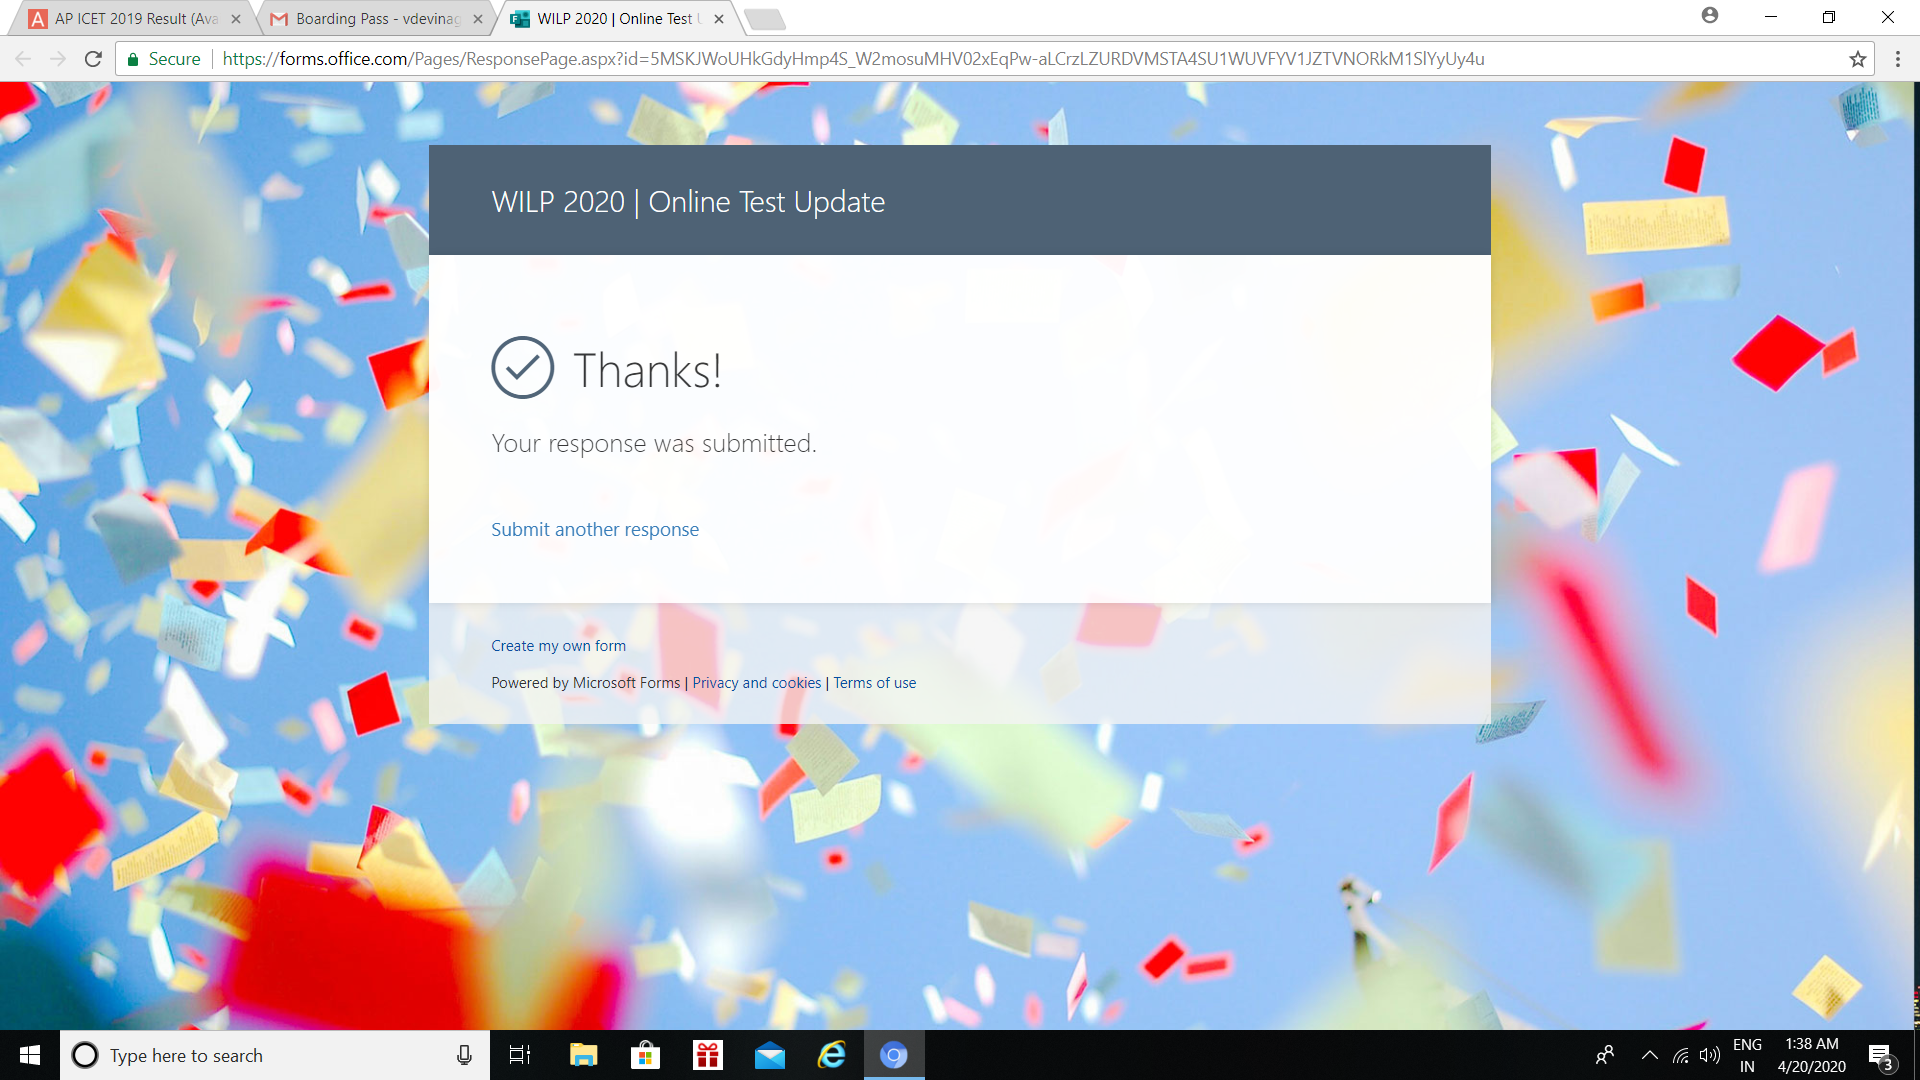 AP ICET 2019 Result (Ava
Boarding Pass - vdevinag
WILP 2020 | Online Test U
Secure
https://forms.office.com/Pages/ResponsePage.aspx?id=5MSKJWoUHkGdyHmp4S_W2mosuMHV02xEqPw-aLCrzLZURDVMSTA4SU1WUVFYV1JZTVNORkM1SlYyUy4u
WILP 2020 | Online Test Update
Thanks!
Your response was submitted.
Submit another response
Create my own form
Powered by Microsoft Forms | Privacy and cookies | Terms of use
Type here to search
ENG
IN
1:38 AM
4/20/2020
3